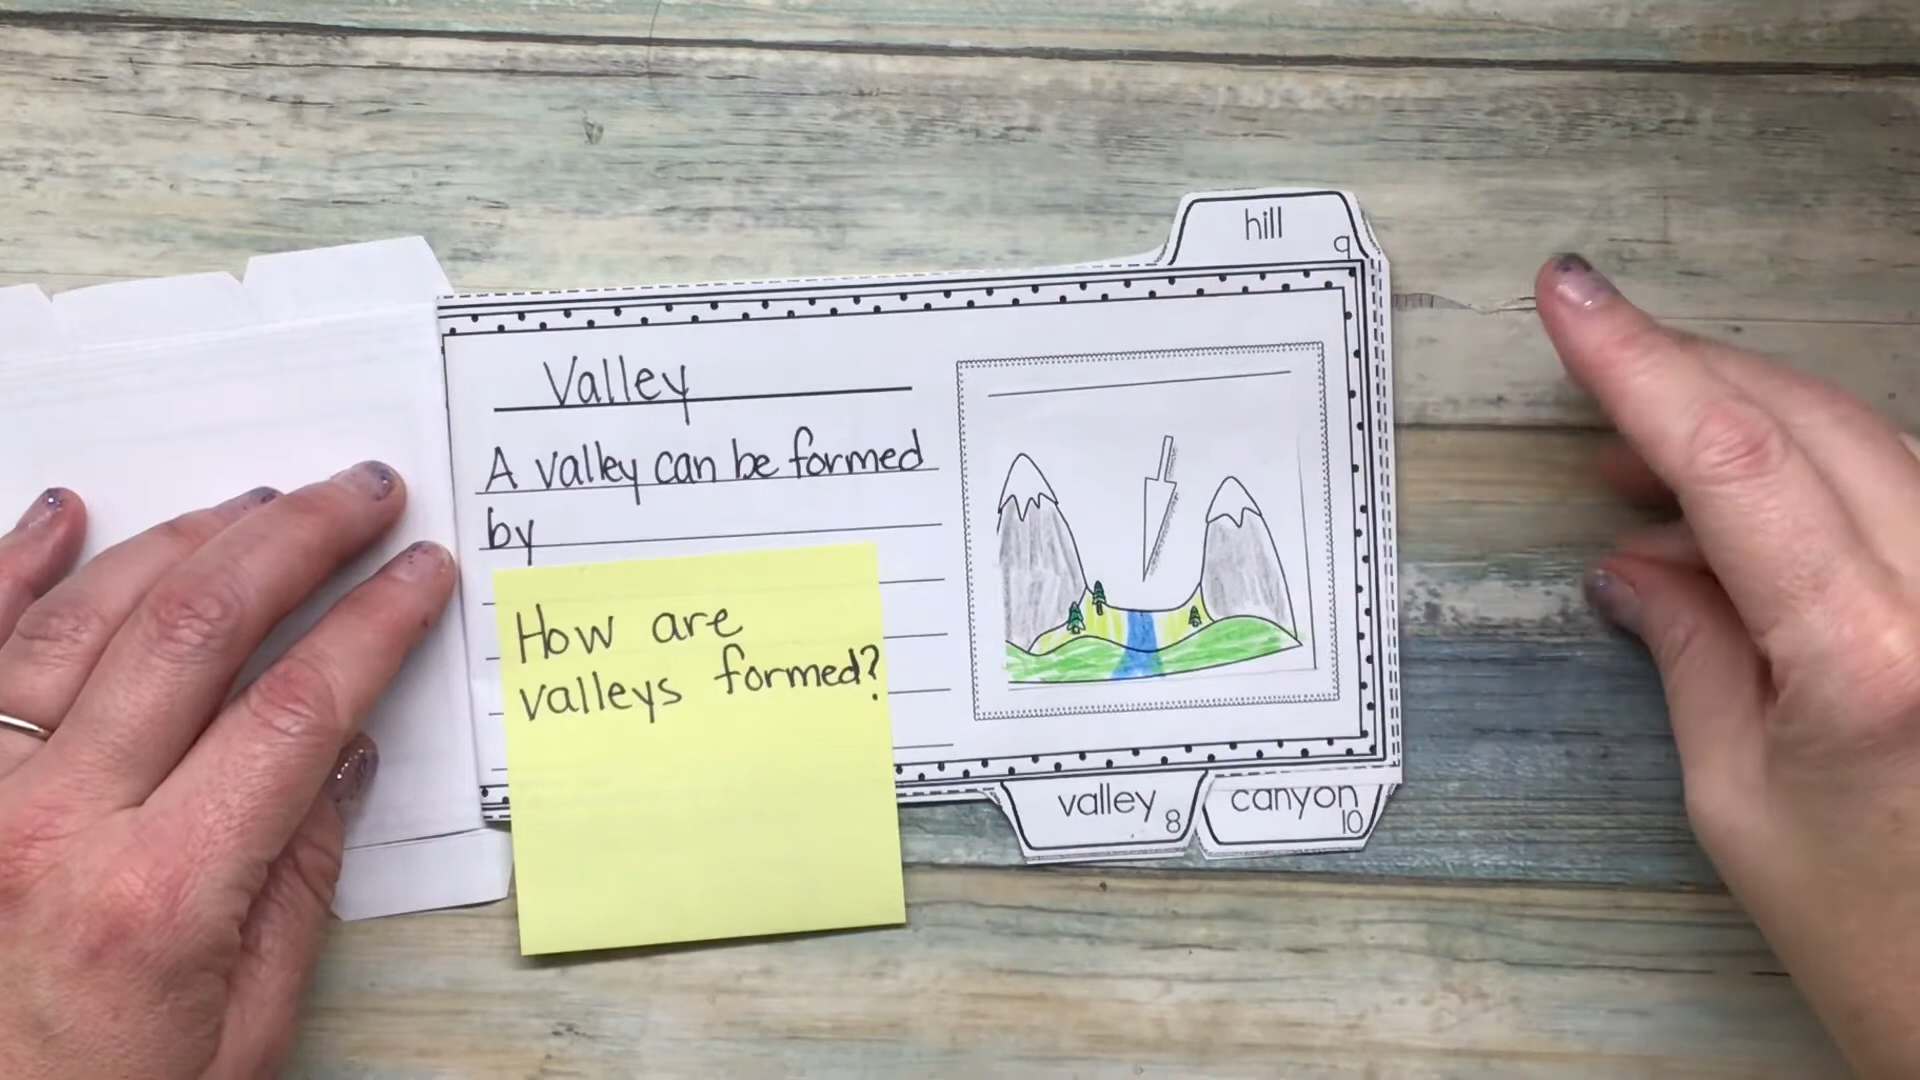 hill
9
Valley
A valley can be formed
by
How are
valleys formed?
valley 8
canyon
10